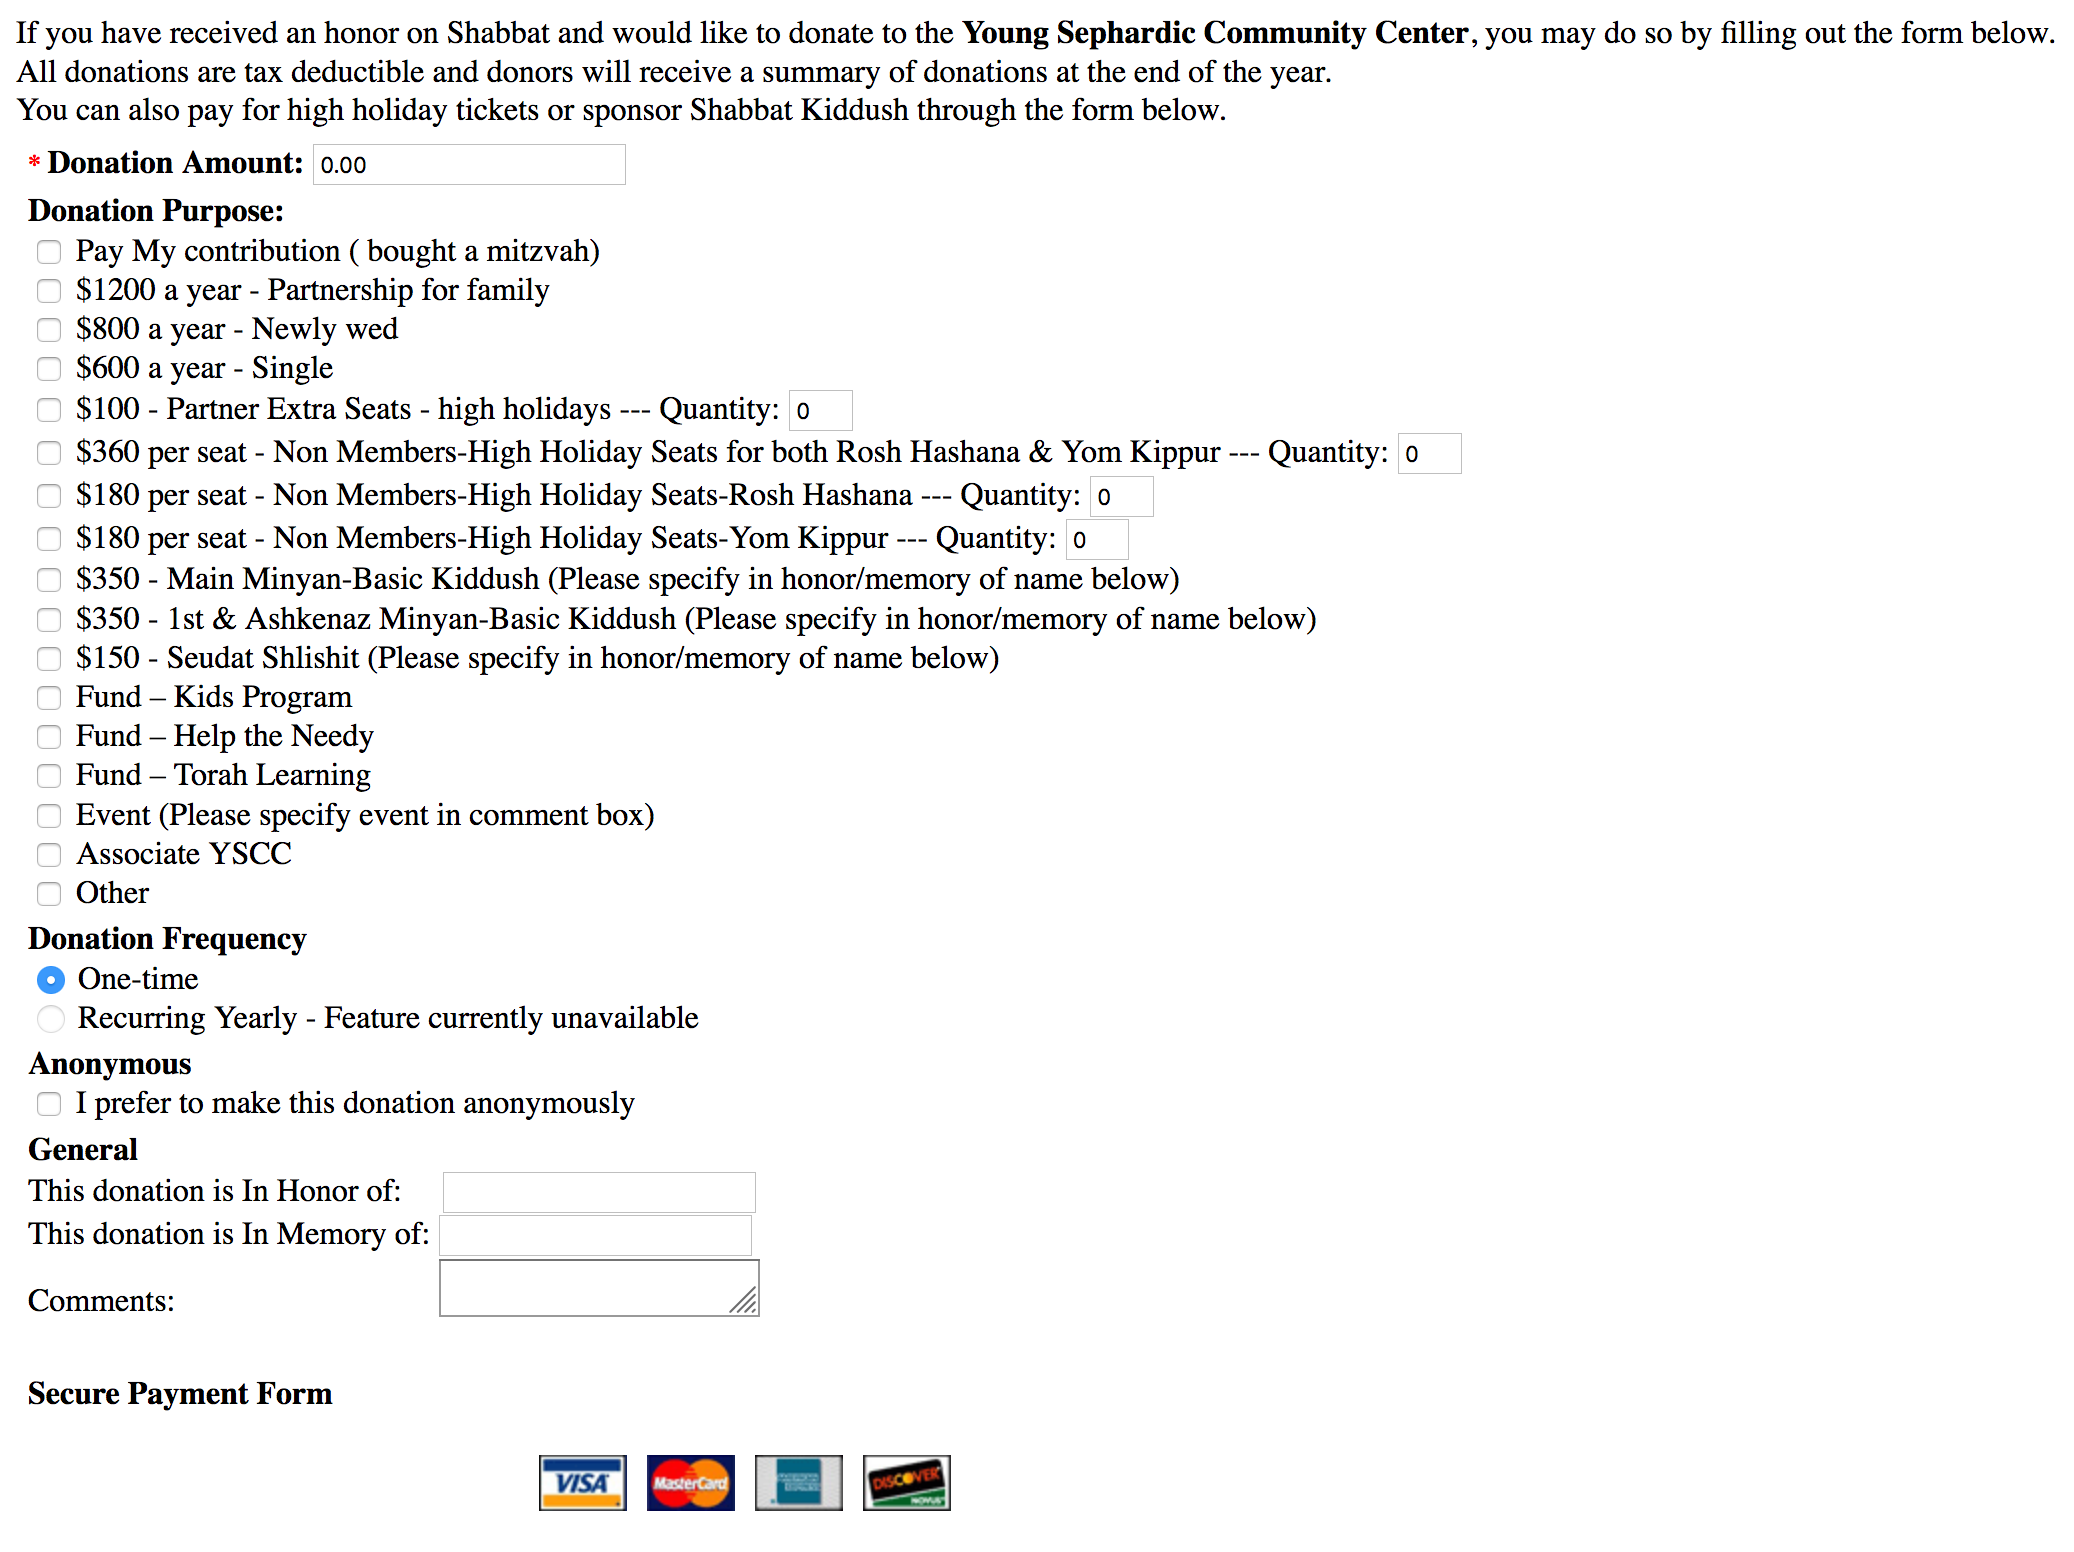 If you have received an honor on Shabbat and would like to donate to the Young Sephardic Community Center, you may do so by filling out the form below.
All donations are tax deductible and donors will receive a summary of donations at the end of the year.
You can also pay for high holiday tickets or sponsor Shabbat Kiddush through the form below.
* Donation Amount: 0.00
Donation Purpose:
Pay My contribution ( bought a mitzvah)
$1200 a year - Partnership for family
$800 a year - Newly wed
$600 a year - Single
$100 - Partner Extra Seats - high holidays --- Quantity: 0
$360 per seat - Non Members-High Holiday Seats for both Rosh Hashana & Yom Kippur --- Quantity: 0
$180 per seat - Non Members-High Holiday Seats-Rosh Hashana --- Quantity: 0
$180 per seat - Non Members-High Holiday Seats-Yom Kippur --- Quantity: 0
$350 - Main Minyan-Basic Kiddush (Please specify in honor/memory of name below)
$350 - 1st & Ashkenaz Minyan-Basic Kiddush (Please specify in honor/memory of name below)
$150 - Seudat Shlishit (Please specify in honor/memory of name below)
Fund – Kids Program
Fund – Help the Needy
Fund – Torah Learning
Event (Please specify event in comment box)
Associate YSCC
Other
Donation Frequency
One-time
Recurring Yearly - Feature currently unavailable
Anonymous
I prefer to make this donation anonymously
General
This donation is In Honor of:
This donation is In Memory of:
Comments:
Secure Payment Form
VISA MasterCard DISCOVER NOVUS